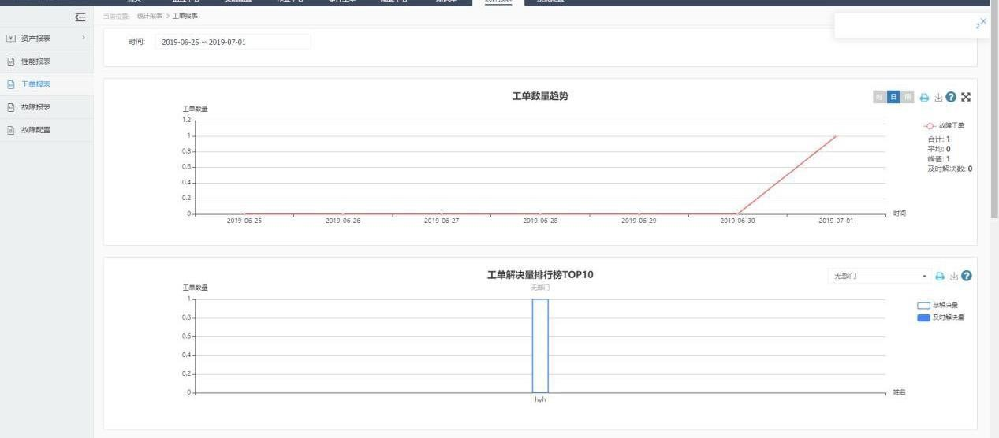 当前位置: 统计报表 > 工单报表
资产报表
性能报表
工单报表
故障报表
故障配置
时间: 2019-06-25 ~ 2019-07-01
2
工单数量趋势
时 日 周
工单数量
1.2
1
0.8
0.6
0.4
0.2
0
2019-06-25 2019-06-26 2019-06-27 2019-06-28 2019-06-29 2019-06-30 2019-07-01
时间
故障工单
合计: 1
平均: 0
峰值: 1
及时解决数: 0
工单解决量排行榜TOP10
无部门
无部门
工单数量
1
0.8
0.6
0.4
0.2
0
hyh
姓名
总解决量
及时解决量